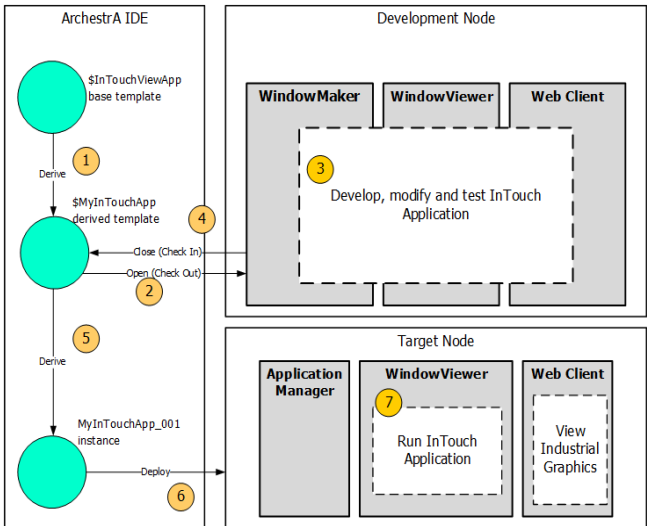 ArchestrA IDE
$InTouchViewApp
base template
1
Derive
$MyInTouchApp
derived template
4
Close (Check In)
Open (Check Out)
2
5
Derive
MyInTouchApp_001
instance
Deploy
6
Development Node
WindowMaker
WindowViewer
Web Client
3
Develop, modify and test InTouch
Application
Target Node
Application
Manager
WindowViewer
7
Run InTouch
Application
Web Client
View
Industrial
Graphics